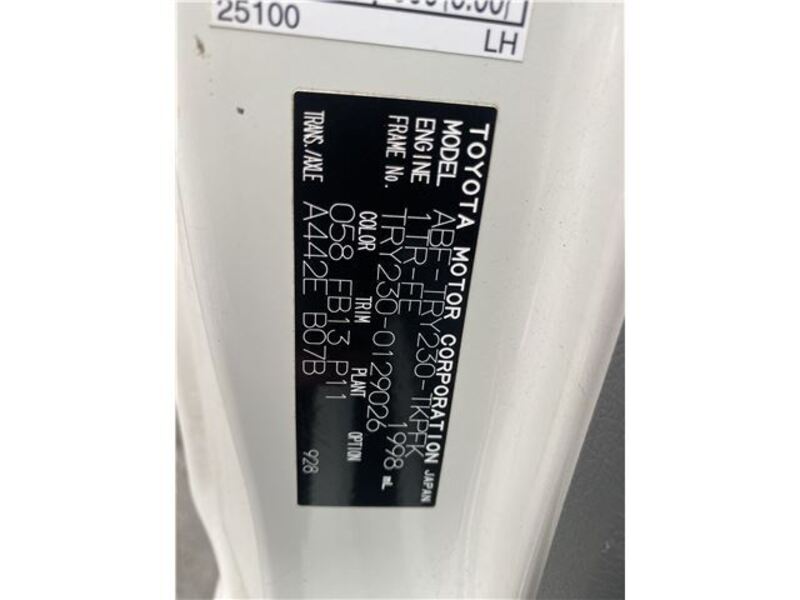 25100
LH
TOYOTA MOTOR CORPORATION JAPAN
MODEL ABF-TRY230-TKPFK
ENGINE 1TR-FE 1998 mL
FRAME No. TRY230-0129026
COLOR TRIM PLANT OPTION
058 FB13 P11
TRANS./AXLE A442E B07B 928